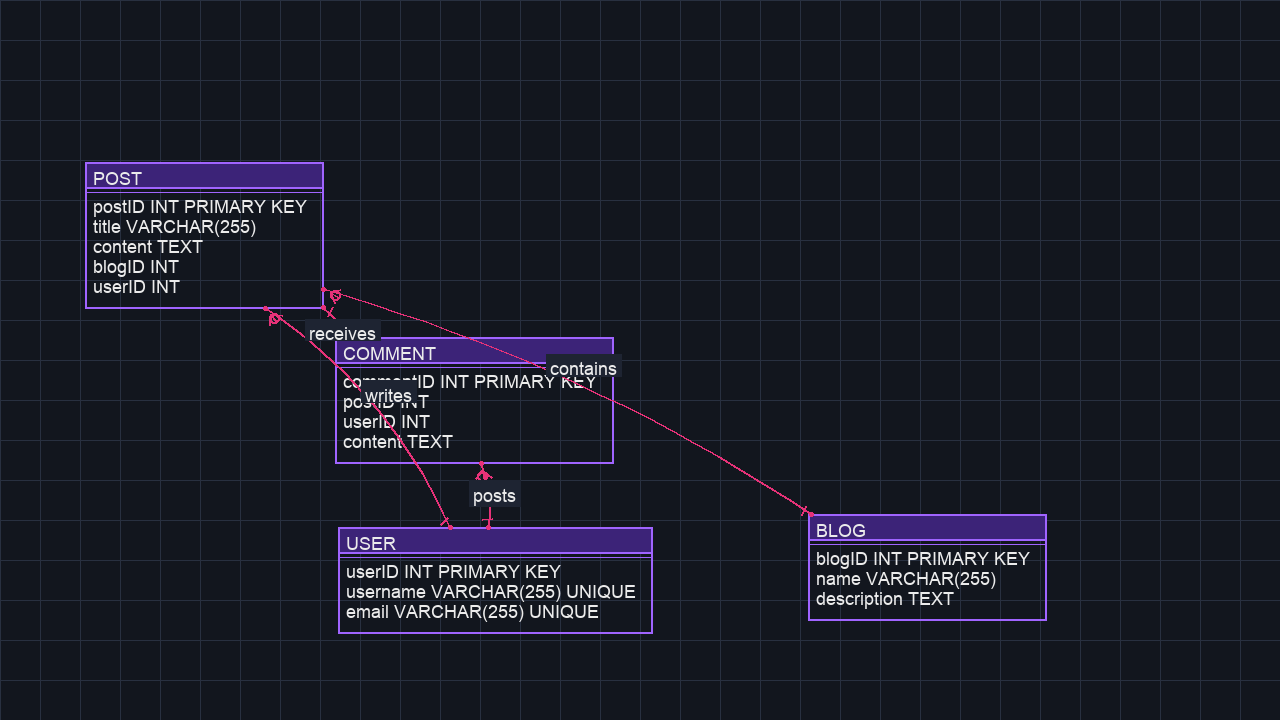 POST
postID INT PRIMARY KEY
title VARCHAR(255)
content TEXT
blogID INT
userID INT
receives
COMMENT
contains
commentID INT PRIMARY KEY
writes
postID INT
userID INT
content TEXT
posts
USER
userID INT PRIMARY KEY
username VARCHAR(255) UNIQUE
email VARCHAR(255) UNIQUE
BLOG
blogID INT PRIMARY KEY
name VARCHAR(255)
description TEXT